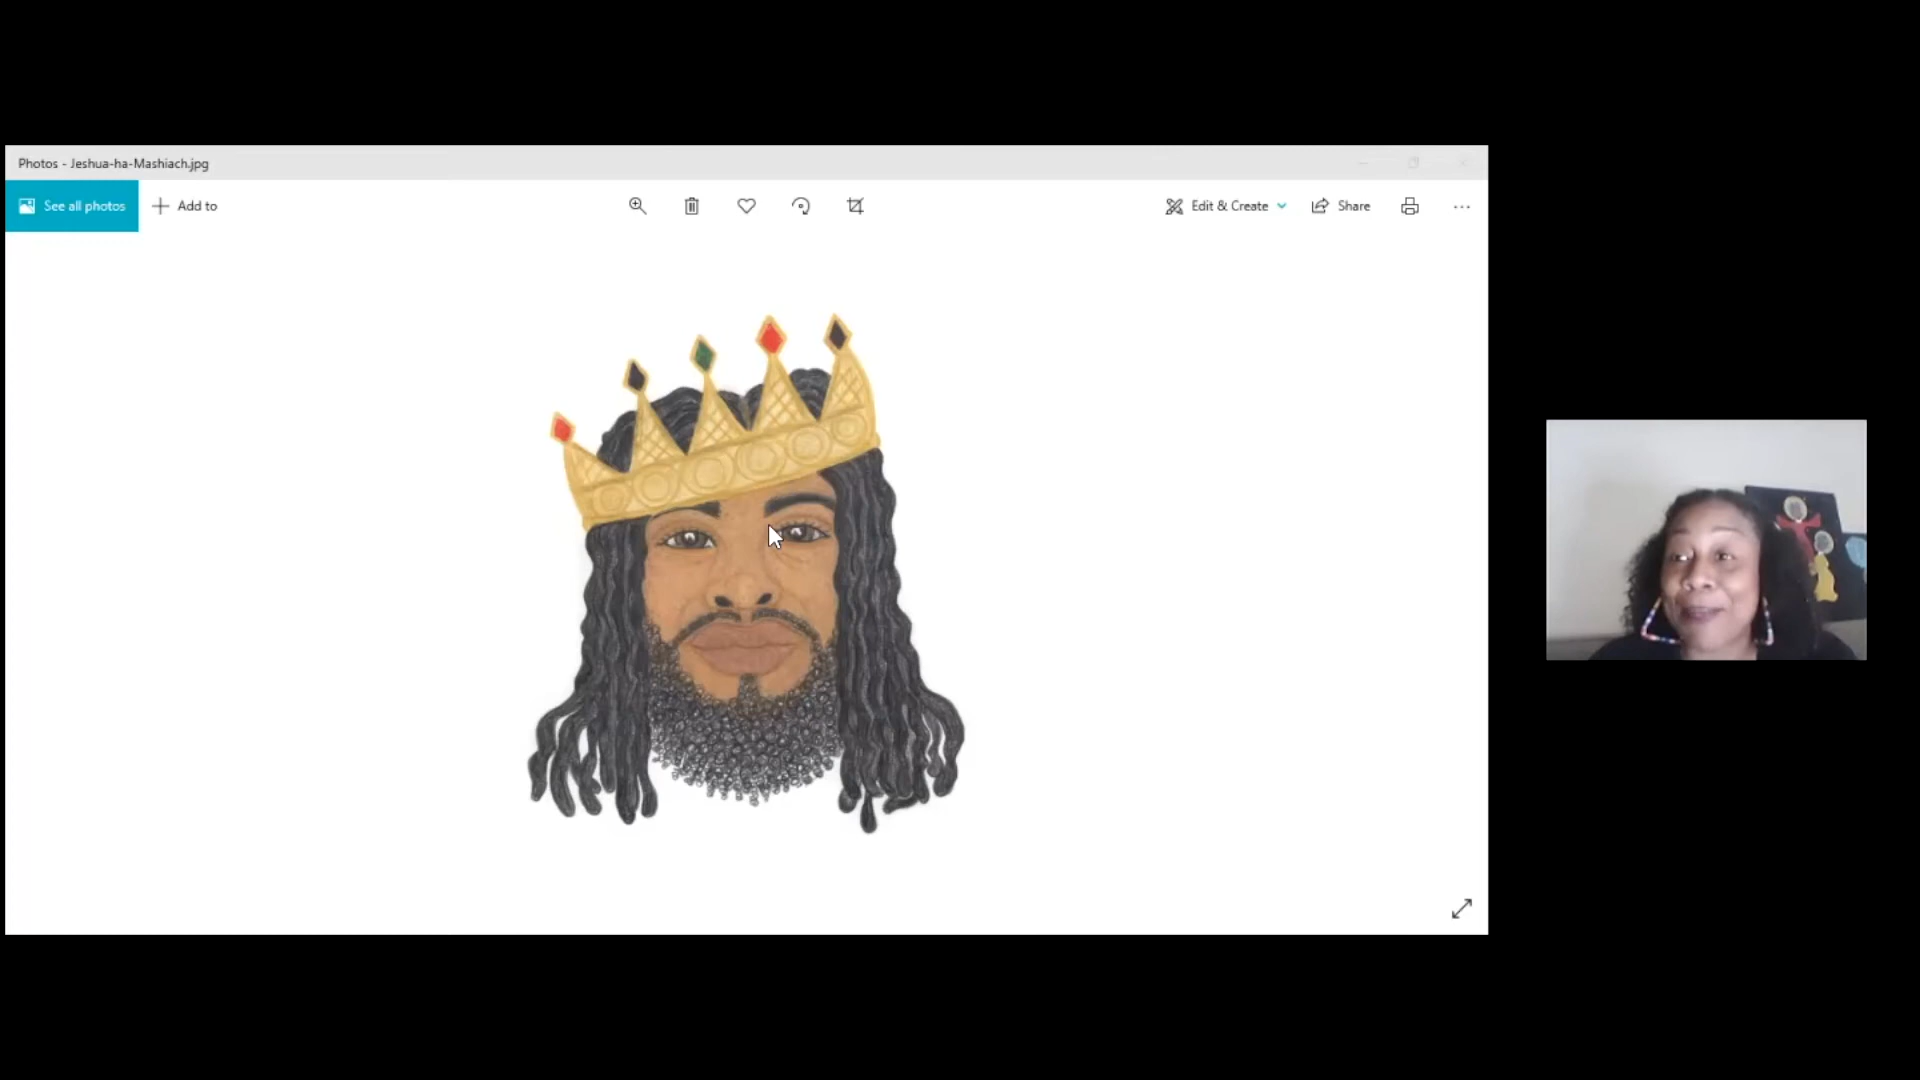 Photos - Jeshua-ha-Mashiach.jpg
See all photos
Add to
Edit & Create
Share